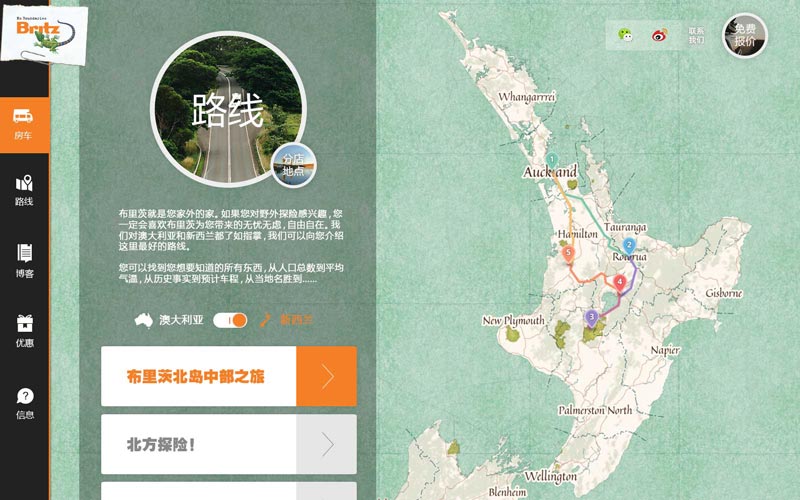 No Boundaries
Britz
房车
路线
博客
优惠
信息
路线
分店
地点
布里茨就是您家外的家。如果您对野外探险感兴趣，您
一定会喜欢布里茨为您带来的无忧无虑，自由自在。我
们对澳大利亚和新西兰都了如指掌，我们可以向您介绍
这里最好的路线。
您可以找到您想要知道的所有东西，从人口总数到平均
气温，从历史事实到预计车程，从当地名胜到......
澳大利亚
新西兰
布里茨北岛中部之旅
北方探险！
联系
我们
免费
报价
Whangarrei
1
Auckland
Tauranga
Hamilton
2
5
Rotorua
4
Gisborne
3
New Plymouth
Napier
Palmerston North
Wellington
Blenheim